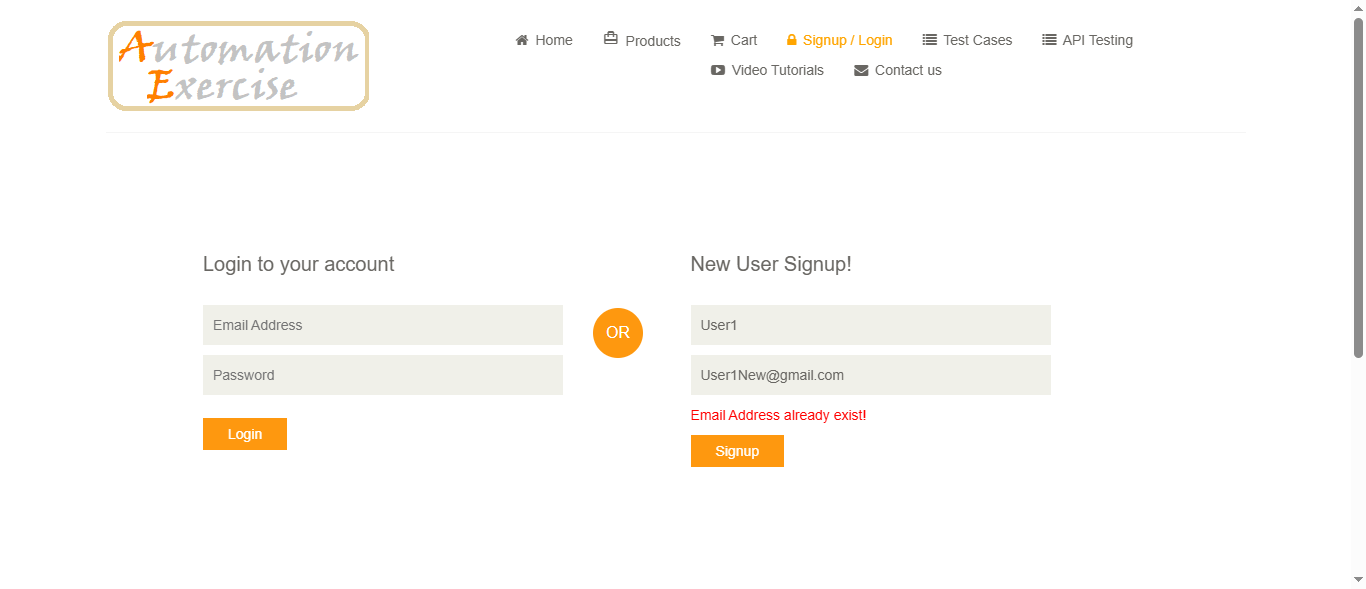 Automation
Exercise
Home Products Cart Signup / Login Test Cases API Testing
Video Tutorials Contact us
Login to your account
Email Address
Password
Login
OR
New User Signup!
User1
User1New@gmail.com
Email Address already exist!
Signup